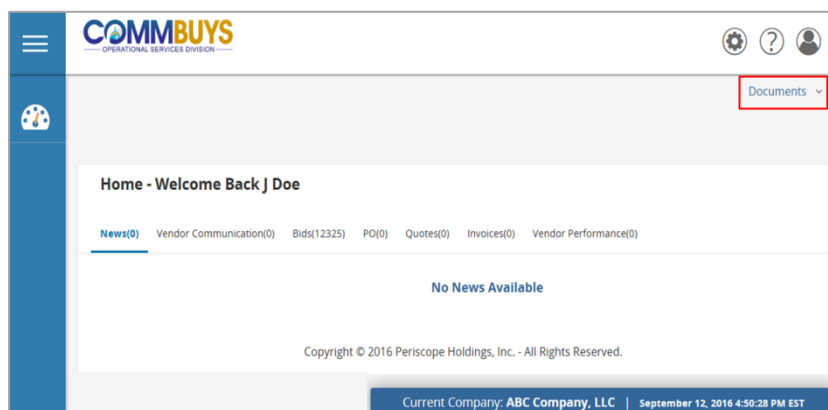 COMMBUYS
OPERATIONAL SERVICES DIVISION
Documents
Home - Welcome Back J Doe
News(0) Vendor Communication(0) Bids(12325) PO(0) Quotes(0) Invoices(0) Vendor Performance(0)
No News Available
Copyright © 2016 Periscope Holdings, Inc. - All Rights Reserved.
Current Company: ABC Company, LLC | September 12, 2016 4:50:28 PM EST